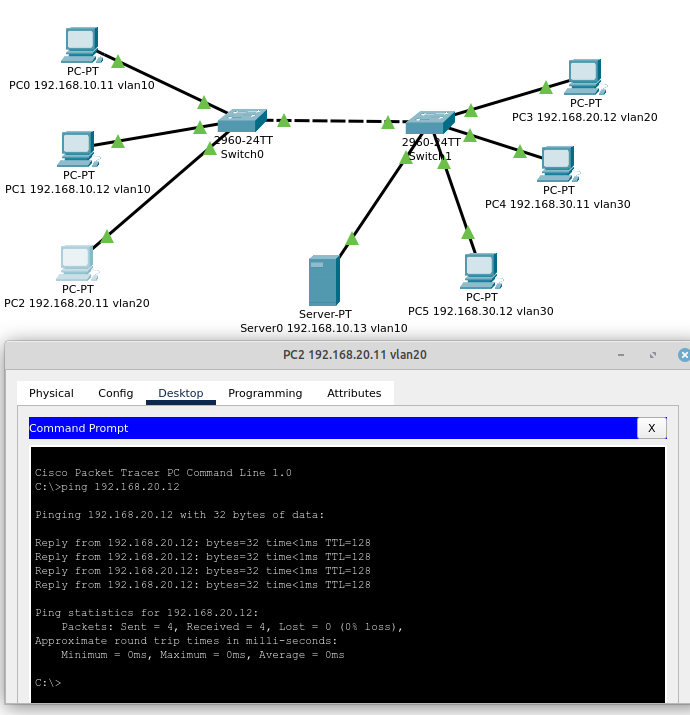 PC-PT
PC0 192.168.10.11 vlan10
PC-PT
PC1 192.168.10.12 vlan10
PC-PT
PC2 192.168.20.11 vlan20
2960-24TT
Switch0
2960-24TT
Switch1
PC-PT
PC3 192.168.20.12 vlan20
PC-PT
PC4 192.168.30.11 vlan30
PC-PT
PC5 192.168.30.12 vlan30
Server-PT
Server0 192.168.10.13 vlan10
PC2 192.168.20.11 vlan20
Physical Config Desktop Programming Attributes
Command Prompt X
Cisco Packet Tracer PC Command Line 1.0
C:\>ping 192.168.20.12
Pinging 192.168.20.12 with 32 bytes of data:
Reply from 192.168.20.12: bytes=32 time<1ms TTL=128
Reply from 192.168.20.12: bytes=32 time<1ms TTL=128
Reply from 192.168.20.12: bytes=32 time<1ms TTL=128
Reply from 192.168.20.12: bytes=32 time<1ms TTL=128
Ping statistics for 192.168.20.12:
Packets: Sent = 4, Received = 4, Lost = 0 (0% loss),
Approximate round trip times in milli-seconds:
Minimum = 0ms, Maximum = 0ms, Average = 0ms
C:\>